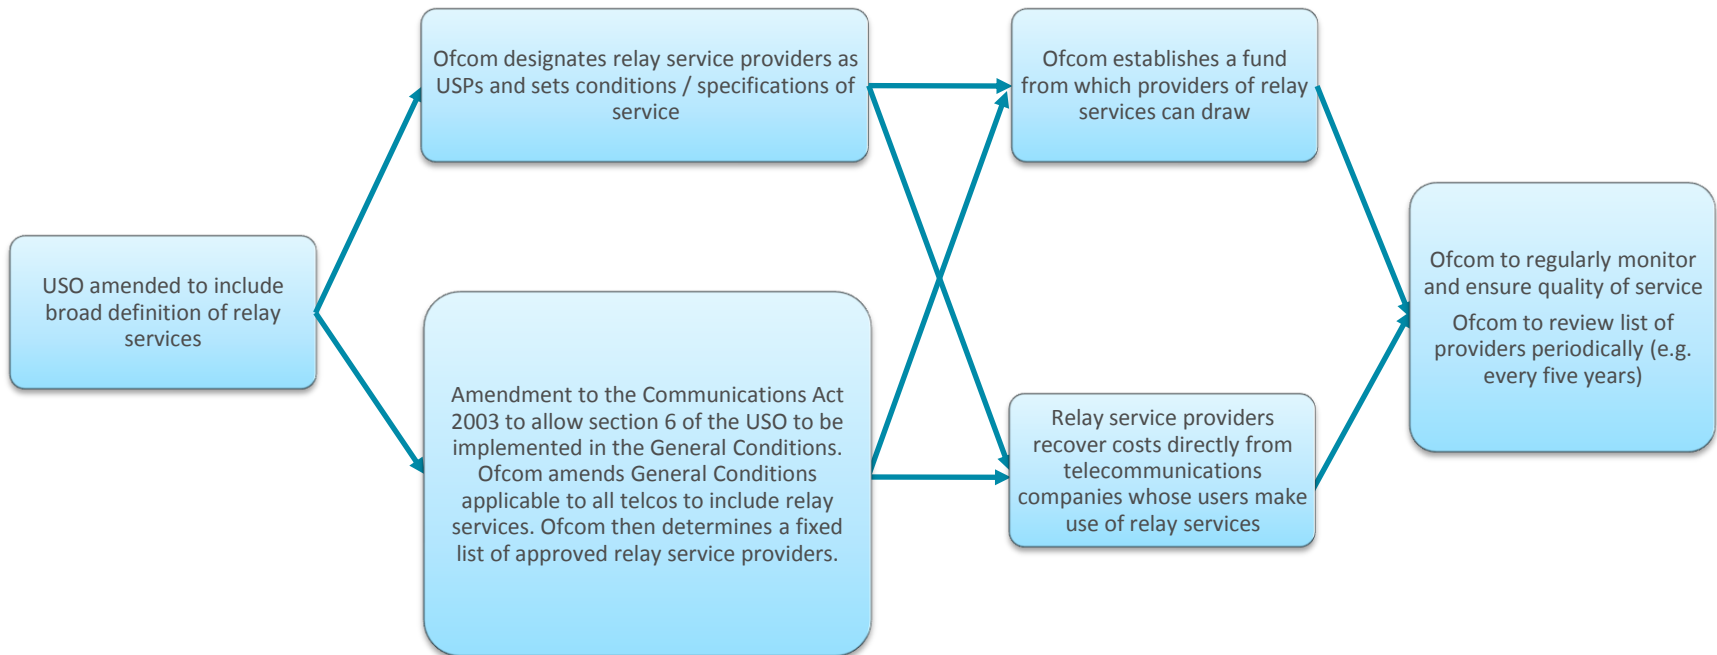 USO amended to include
broad definition of relay
services
Ofcom designates relay service providers as
USPs and sets conditions / specifications of
service
Amendment to the Communications Act
2003 to allow section 6 of the USO to be
implemented in the General Conditions.
Ofcom amends General Conditions
applicable to all telcos to include relay
services. Ofcom then determines a fixed
list of approved relay service providers.
Ofcom establishes a fund
from which providers of relay
services can draw
Relay service providers
recover costs directly from
telecommunications
companies whose users make
use of relay services
Ofcom to regularly monitor
and ensure quality of service
Ofcom to review list of
providers periodically (e.g.
every five years)